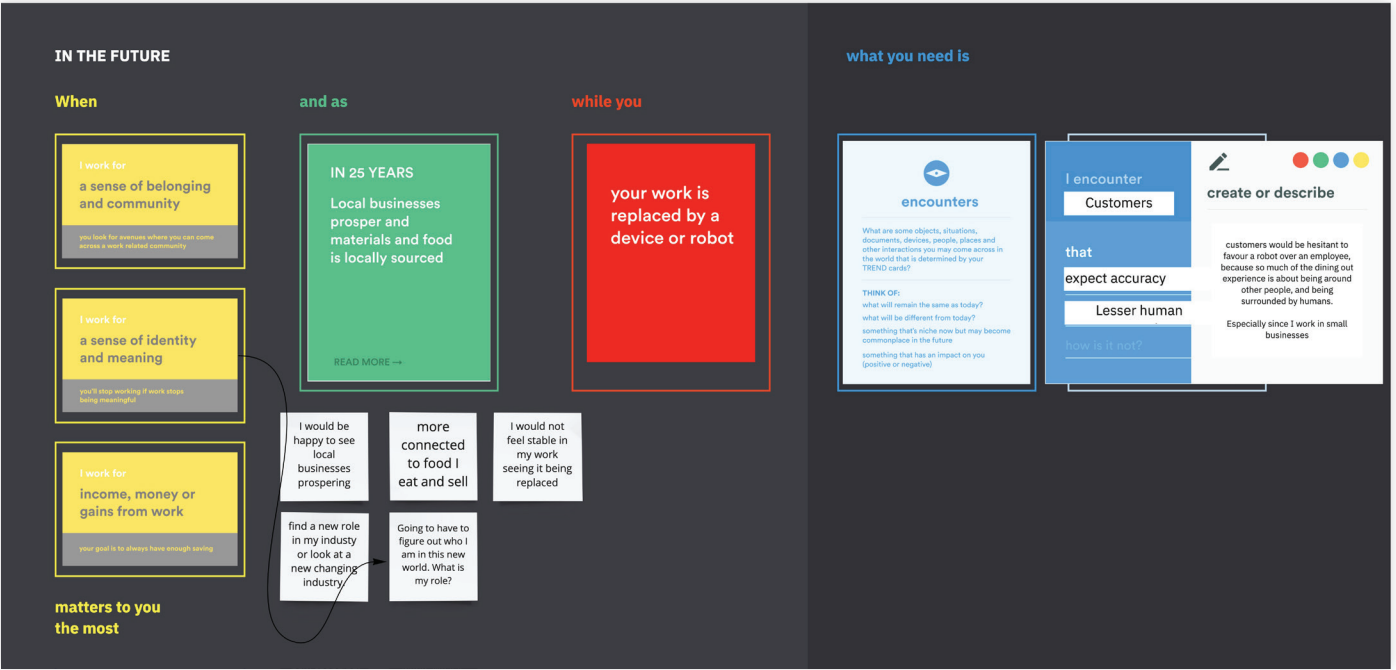 IN THE FUTURE
When
I work for
a sense of belonging
and community
you look for avenues where you can come
across a work related community
I work for
a sense of identity
and meaning
you'll stop working if work stops
being meaningful
I work for
income, money or
gains from work
your goal is to always have enough saving
matters to you
the most
and as
IN 25 YEARS
Local businesses
prosper and
materials and food
is locally sourced
READ MORE →
while you
your work is
replaced by a
device or robot
I would be
happy to see
local
businesses
prospering
more
connected
to food I
eat and sell
I would not
feel stable in
my work
seeing it being
replaced
find a new role
in my industy
or look at a
new changing
industry.
Going to have to
figure out who I
am in this new
world. What is
my role?
what you need is
encounters
What are some objects, situations,
documents, devices, people, places and
other interactions you may come across in
the world that is determined by your
TREND cards?
THINK OF:
what will remain the same as today?
what will be different from today?
something that's niche now but may become
commonplace in the future
something that has an impact on you
(positive or negative)
I encounter
Customers
that
expect accuracy
Lesser human
how is it not?
create or describe
customers would be hesitant to
favour a robot over an employee,
because so much of the dining out
experience is about being around
other people, and being
surrounded by humans.
Especially since I work in small
businesses